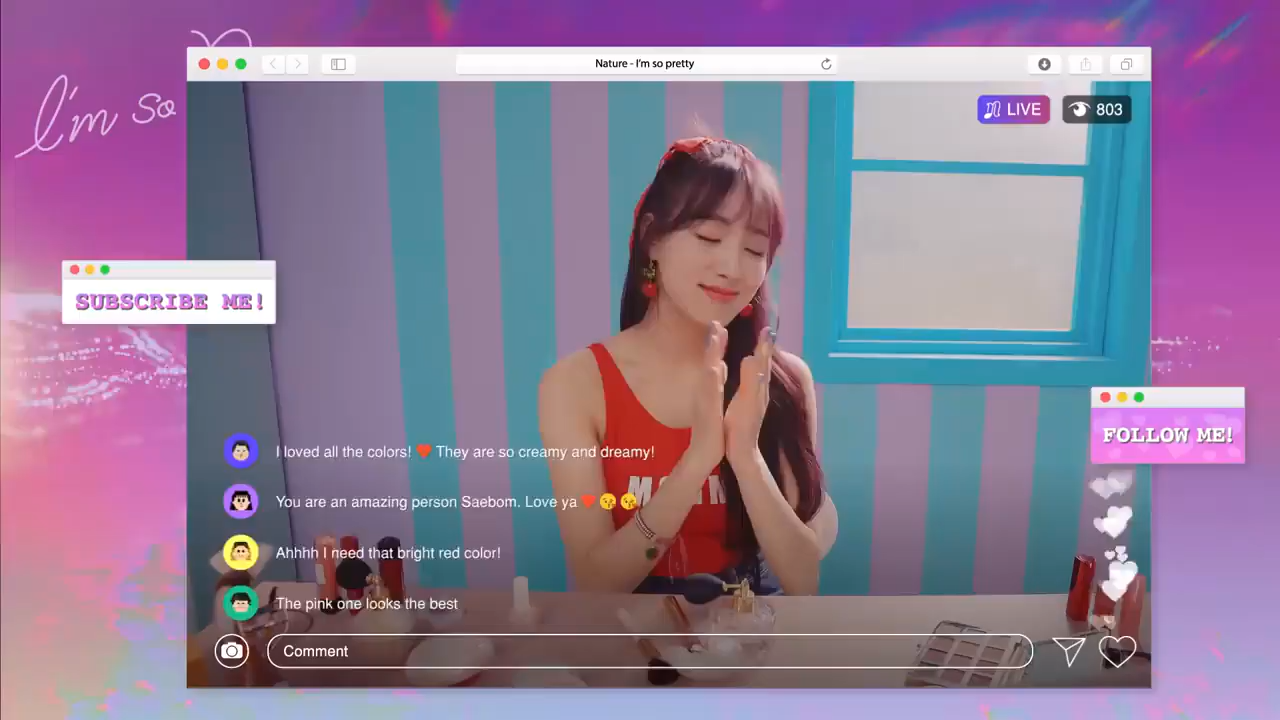 Nature - I'm so pretty
I'm so
LIVE
803
SUBSCRIBE ME!
FOLLOW ME!
I loved all the colors! ❤️ They are so creamy and dreamy!
You are an amazing person Saebom. Love ya ❤️😘😘
Ahhhh I need that bright red color!
The pink one looks the best
Comment